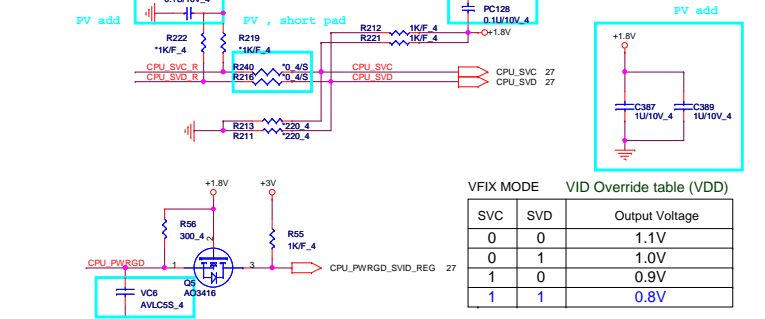 0.1U/10V_4
PV add
PV , short pad
PC128
0.1U/10V_4
R222
*1K/F_4
R219
*1K/F_4
R212
1K/F_4
R221
1K/F_4
+1.8V
CPU_SVC_R
R240
*0_4/S
CPU_SVC
CPU_SVC 27
CPU_SVD_R
R216
*0_4/S
CPU_SVD
CPU_SVD 27
R213
*220_4
R211
*220_4
PV add
+1.8V
C387
1U/10V_4
C389
1U/10V_4
+1.8V
+3V
R56
300_4
2
R55
1K/F_4
CPU_PWRGD
1
3
CPU_PWRGD_SVID_REG 27
Q5
AO3416
VC6
AVLC5S_4
VFIX MODE VID Override table (VDD)
SVC SVD Output Voltage
0 0 1.1V
0 1 1.0V
1 0 0.9V
1 1 0.8V